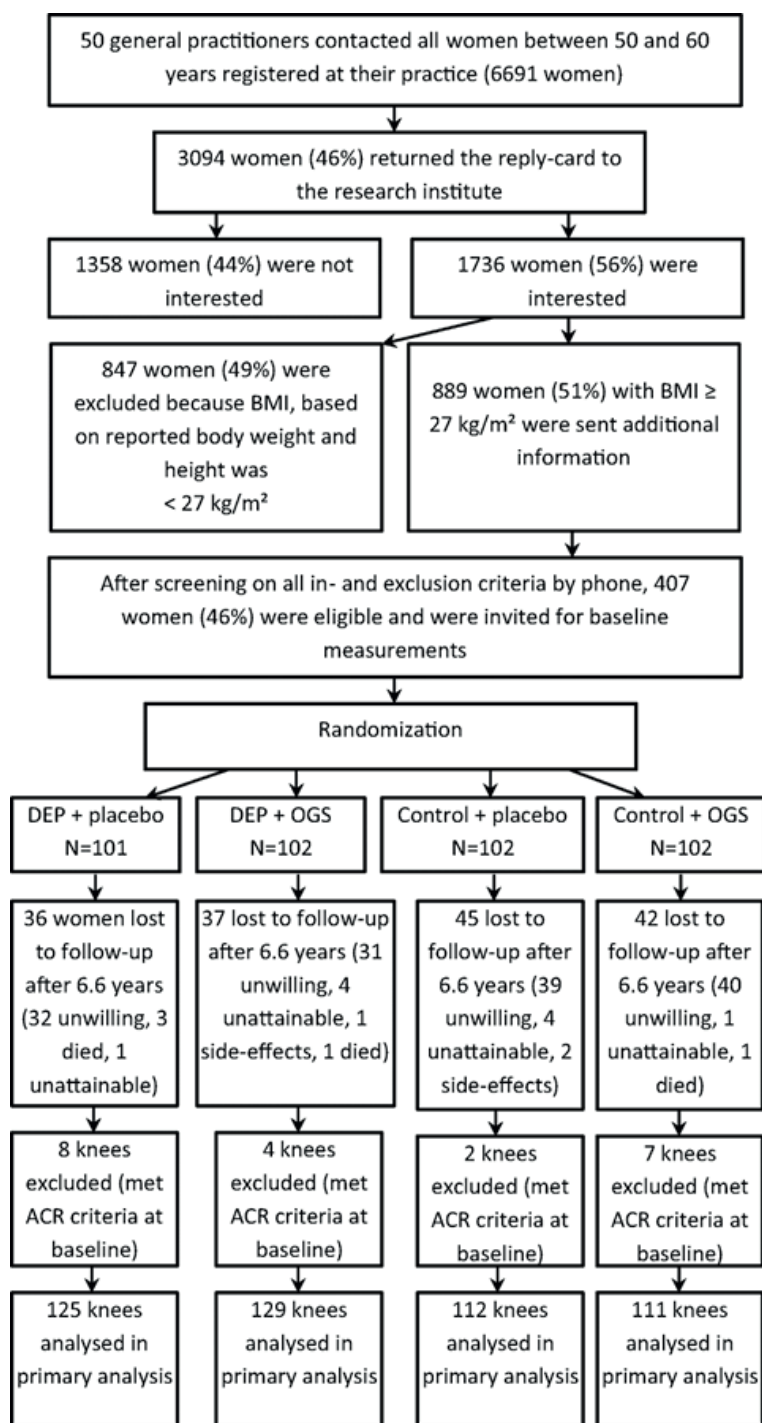 50 general practitioners contacted all women between 50 and 60
years registered at their practice (6691 women)
3094 women (46%) returned the reply-card to
the research institute
1358 women (44%) were not
interested
1736 women (56%) were
interested
847 women (49%) were
excluded because BMI, based
on reported body weight and
height was
< 27 kg/m²
889 women (51%) with BMI ≥
27 kg/m² were sent additional
information
After screening on all in- and exclusion criteria by phone, 407
women (46%) were eligible and were invited for baseline
measurements
Randomization
DEP + placebo
N=101
DEP + OGS
N=102
Control + placebo
N=102
Control + OGS
N=102
36 women lost
to follow-up
after 6.6 years
(32 unwilling, 3
died, 1
unattainable)
37 lost to follow-up
after 6.6 years (31
unwilling, 4
unattainable, 1
side-effects, 1 died)
45 lost to
follow-up after
6.6 years (39
unwilling, 4
unattainable, 2
side-effects)
42 lost to
follow-up after
6.6 years (40
unwilling, 1
unattainable, 1
died)
8 knees
excluded (met
ACR criteria at
baseline)
4 knees
excluded (met
ACR criteria at
baseline)
2 knees
excluded (met
ACR criteria at
baseline)
7 knees
excluded (met
ACR criteria at
baseline)
125 knees
analysed in
primary analysis
129 knees
analysed in
primary analysis
112 knees
analysed in
primary analysis
111 knees
analysed in
primary analysis